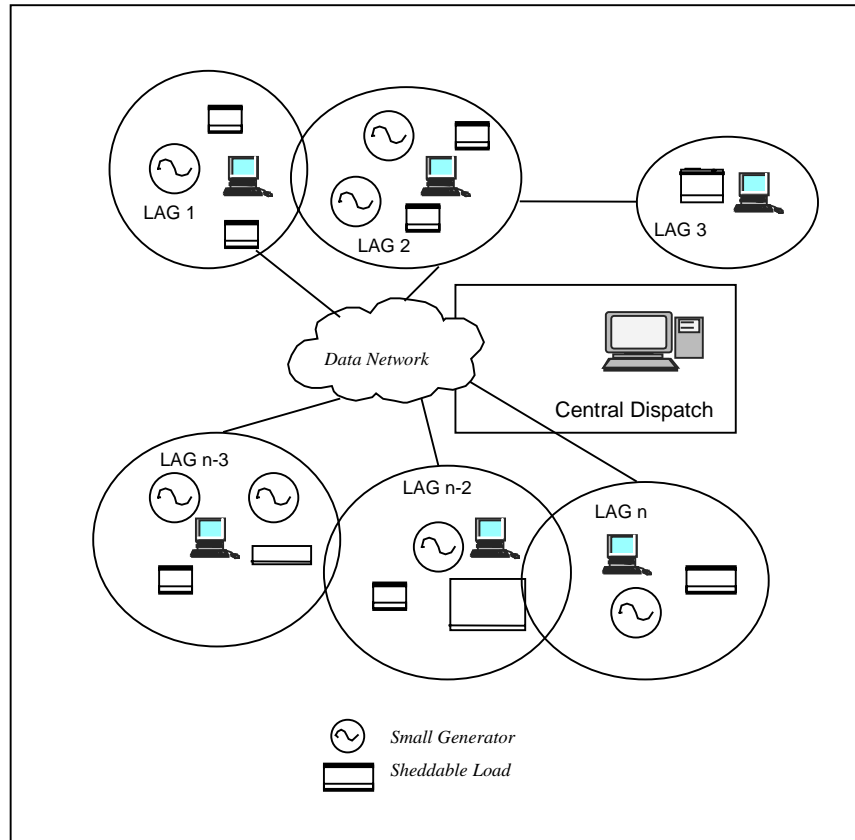 LAG 1
LAG 2
LAG 3
Data Network
Central Dispatch
LAG n-3
LAG n-2
LAG n
Small Generator
Sheddable Load